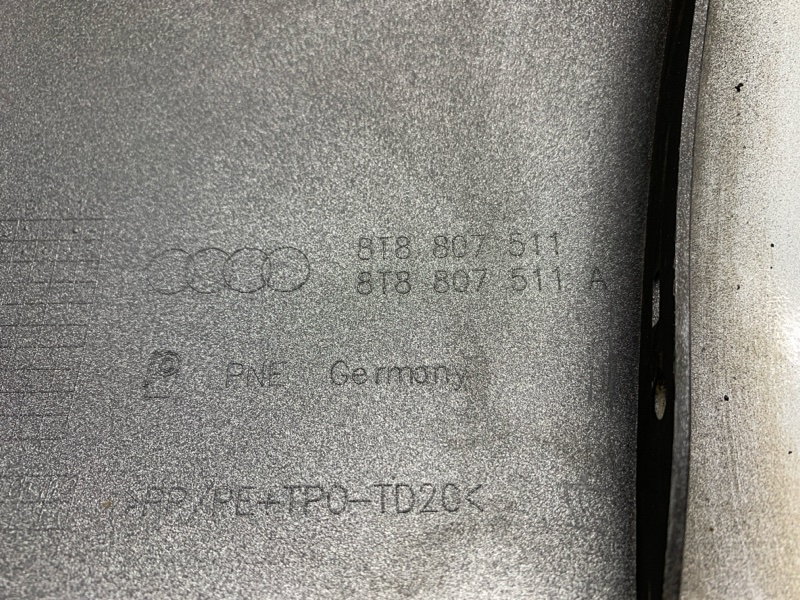 8T8 807 511
8T8 807 511 A
PNE Germany
>PP/PE+TPO-TD20<